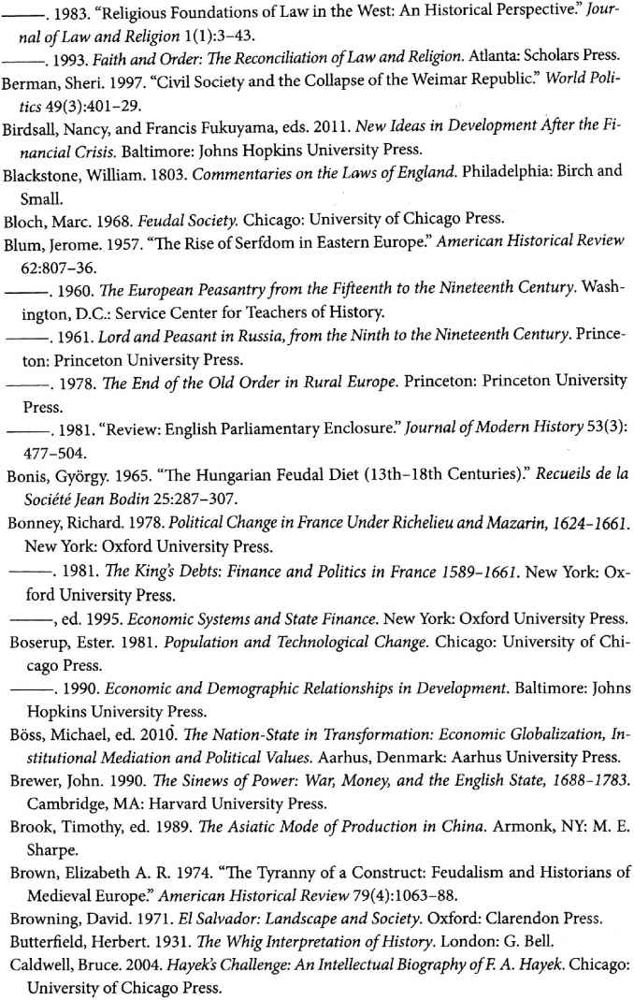 ———. 1983. “Religious Foundations of Law in the West: An Historical Perspective.” Jour-
nal of Law and Religion 1(1):3–43.
———. 1993. Faith and Order: The Reconciliation of Law and Religion. Atlanta: Scholars Press.
Berman, Sheri. 1997. “Civil Society and the Collapse of the Weimar Republic.” World Poli-
tics 49(3):401–29.
Birdsall, Nancy, and Francis Fukuyama, eds. 2011. New Ideas in Development After the Fi-
nancial Crisis. Baltimore: Johns Hopkins University Press.
Blackstone, William. 1803. Commentaries on the Laws of England. Philadelphia: Birch and
Small.
Bloch, Marc. 1968. Feudal Society. Chicago: University of Chicago Press.
Blum, Jerome. 1957. “The Rise of Serfdom in Eastern Europe.” American Historical Review
62:807–36.
———. 1960. The European Peasantry from the Fifteenth to the Nineteenth Century. Wash-
ington, D.C.: Service Center for Teachers of History.
———. 1961. Lord and Peasant in Russia, from the Ninth to the Nineteenth Century. Prince-
ton: Princeton University Press.
———. 1978. The End of the Old Order in Rural Europe. Princeton: Princeton University
Press.
———. 1981. “Review: English Parliamentary Enclosure.” Journal of Modern History 53(3):
477–504.
Bonis, György. 1965. “The Hungarian Feudal Diet (13th–18th Centuries).” Recueils de la
Société Jean Bodin 25:287–307.
Bonney, Richard. 1978. Political Change in France Under Richelieu and Mazarin, 1624–1661.
New York: Oxford University Press.
———. 1981. The King’s Debts: Finance and Politics in France 1589–1661. New York: Ox-
ford University Press.
———, ed. 1995. Economic Systems and State Finance. New York: Oxford University Press.
Boserup, Ester. 1981. Population and Technological Change. Chicago: University of Chi-
cago Press.
———. 1990. Economic and Demographic Relationships in Development. Baltimore: Johns
Hopkins University Press.
Böss, Michael, ed. 2010. The Nation-State in Transformation: Economic Globalization, In-
stitutional Mediation and Political Values. Aarhus, Denmark: Aarhus University Press.
Brewer, John. 1990. The Sinews of Power: War, Money, and the English State, 1688–1783.
Cambridge, MA: Harvard University Press.
Brook, Timothy, ed. 1989. The Asiatic Mode of Production in China. Armonk, NY: M. E.
Sharpe.
Brown, Elizabeth A. R. 1974. “The Tyranny of a Construct: Feudalism and Historians of
Medieval Europe.” American Historical Review 79(4):1063–88.
Browning, David. 1971. El Salvador: Landscape and Society. Oxford: Clarendon Press.
Butterfield, Herbert. 1931. The Whig Interpretation of History. London: G. Bell.
Caldwell, Bruce. 2004. Hayek’s Challenge: An Intellectual Biography of F. A. Hayek. Chicago:
University of Chicago Press.